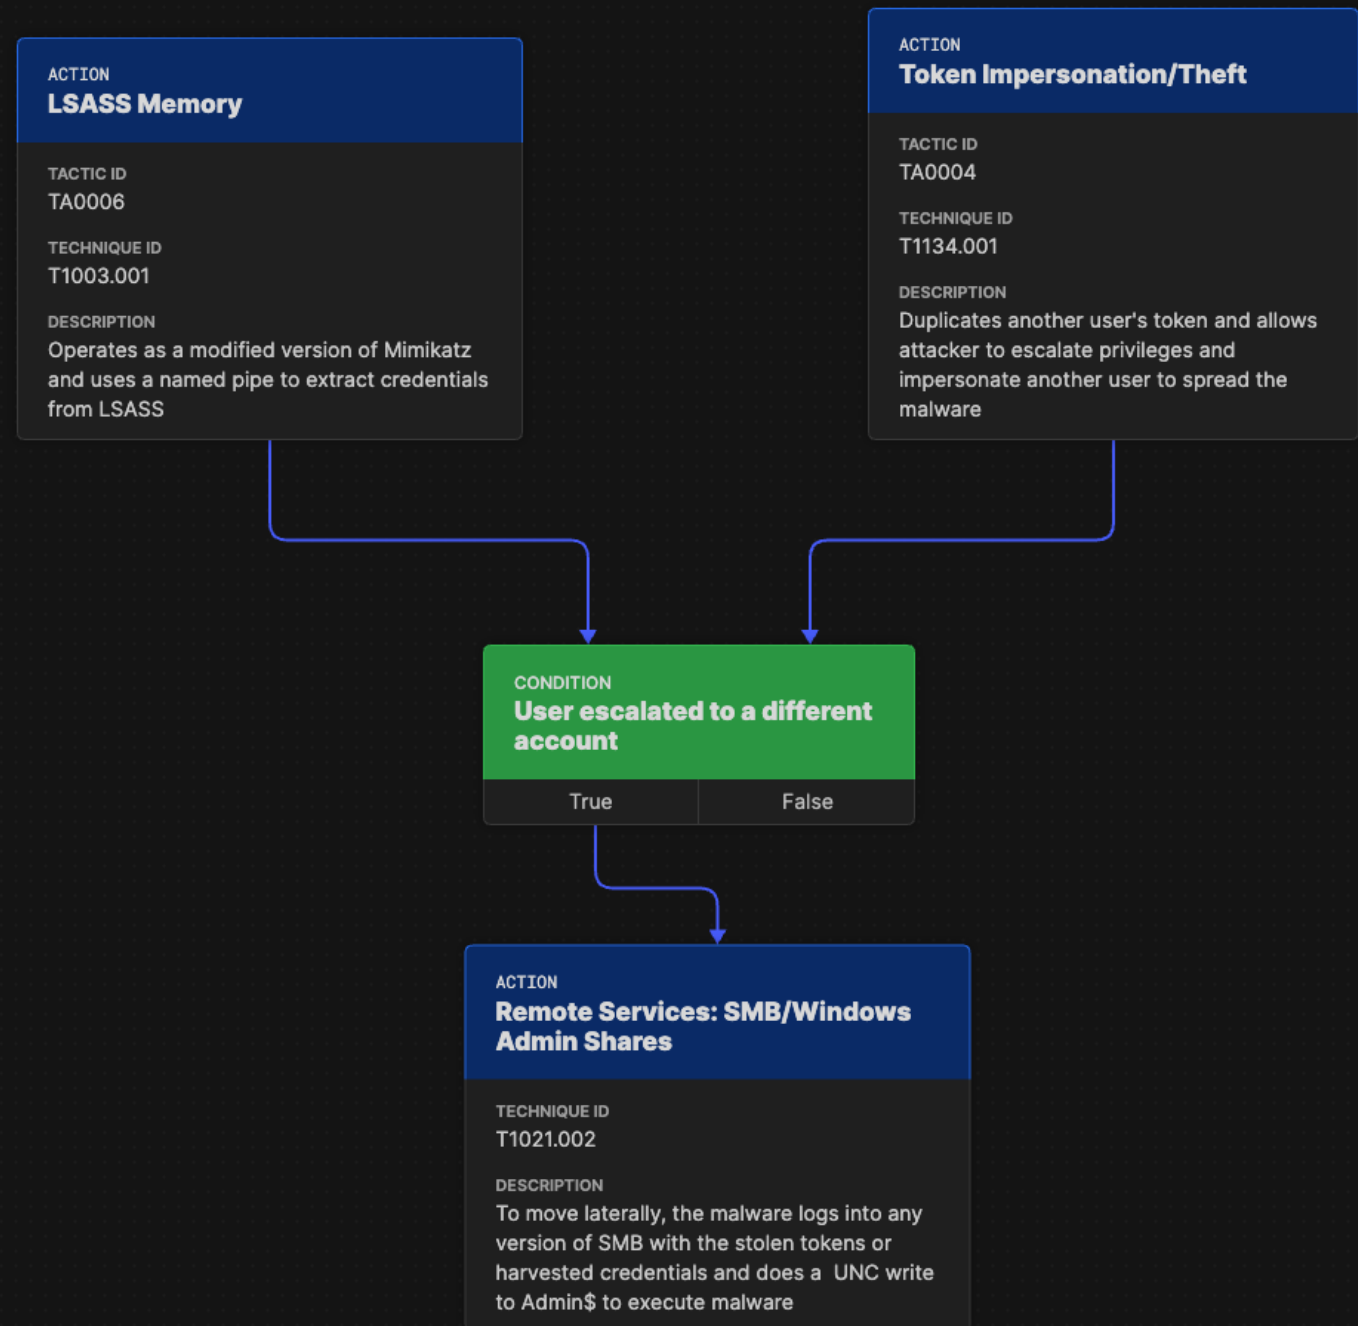 ACTION
LSASS Memory
TACTIC ID
TA0006
TECHNIQUE ID
T1003.001
DESCRIPTION
Operates as a modified version of Mimikatz
and uses a named pipe to extract credentials
from LSASS
ACTION
Token Impersonation/Theft
TACTIC ID
TA0004
TECHNIQUE ID
T1134.001
DESCRIPTION
Duplicates another user's token and allows
attacker to escalate privileges and
impersonate another user to spread the
malware
CONDITION
User escalated to a different
account
True
False
ACTION
Remote Services: SMB/Windows
Admin Shares
TECHNIQUE ID
T1021.002
DESCRIPTION
To move laterally, the malware logs into any
version of SMB with the stolen tokens or
harvested credentials and does a  UNC write
to Admin$ to execute malware